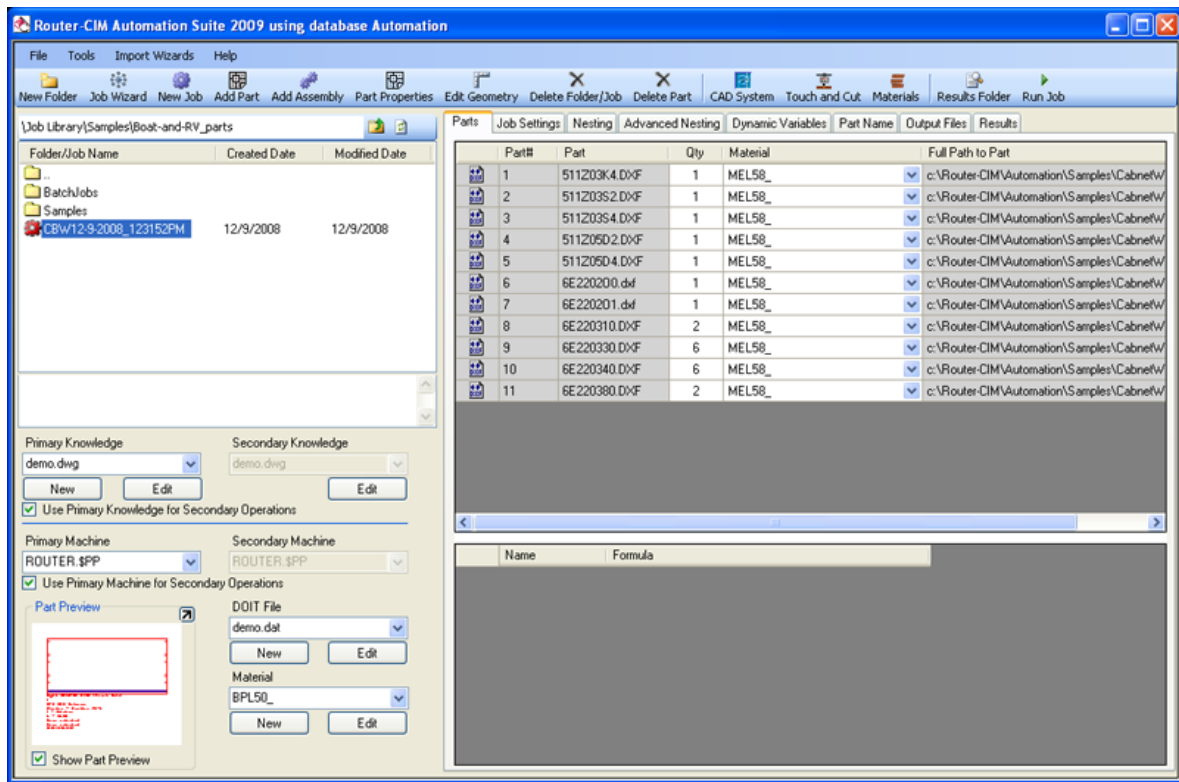 Router-CIM Automation Suite 2009 using database Automation
File Tools Import Wizards Help
New Folder Job Wizard New Job Add Part Add Assembly Part Properties Edit Geometry Delete Folder/Job Delete Part CAD System Touch and Cut Materials Results Folder Run Job
\Job Library\Samples\Boat-and-RV_parts
Parts Job Settings Nesting Advanced Nesting Dynamic Variables Part Name Output Files Results
Folder/Job Name Created Date Modified Date
..
BatchJobs
Samples
CBW12-9-2008_123152PM 12/9/2008 12/9/2008
Part# Part Qty Material Full Path to Part
1 511Z03K4.DXF 1 MEL58_ c:\Router-CIM\Automation\Samples\CabnetW
2 511Z03S2.DXF 1 MEL58_ c:\Router-CIM\Automation\Samples\CabnetW
3 511Z03S4.DXF 1 MEL58_ c:\Router-CIM\Automation\Samples\CabnetW
4 511Z05D2.DXF 1 MEL58_ c:\Router-CIM\Automation\Samples\CabnetW
5 511Z05D4.DXF 1 MEL58_ c:\Router-CIM\Automation\Samples\CabnetW
6 6E220200.dxf 1 MEL58_ c:\Router-CIM\Automation\Samples\CabnetW
7 6E220201.dxf 1 MEL58_ c:\Router-CIM\Automation\Samples\CabnetW
8 6E220310.DXF 2 MEL58_ c:\Router-CIM\Automation\Samples\CabnetW
9 6E220330.DXF 6 MEL58_ c:\Router-CIM\Automation\Samples\CabnetW
10 6E220340.DXF 6 MEL58_ c:\Router-CIM\Automation\Samples\CabnetW
11 6E220380.DXF 2 MEL58_ c:\Router-CIM\Automation\Samples\CabnetW
Primary Knowledge Secondary Knowledge
demo.dwg demo.dwg
New Edit Edit
Use Primary Knowledge for Secondary Operations
Primary Machine Secondary Machine
ROUTER.$PP ROUTER.$PP
Use Primary Machine for Secondary Operations
Part Preview
DOIT File
demo.dat
New Edit
Material
BPL50_
New Edit
Show Part Preview
Name Formula